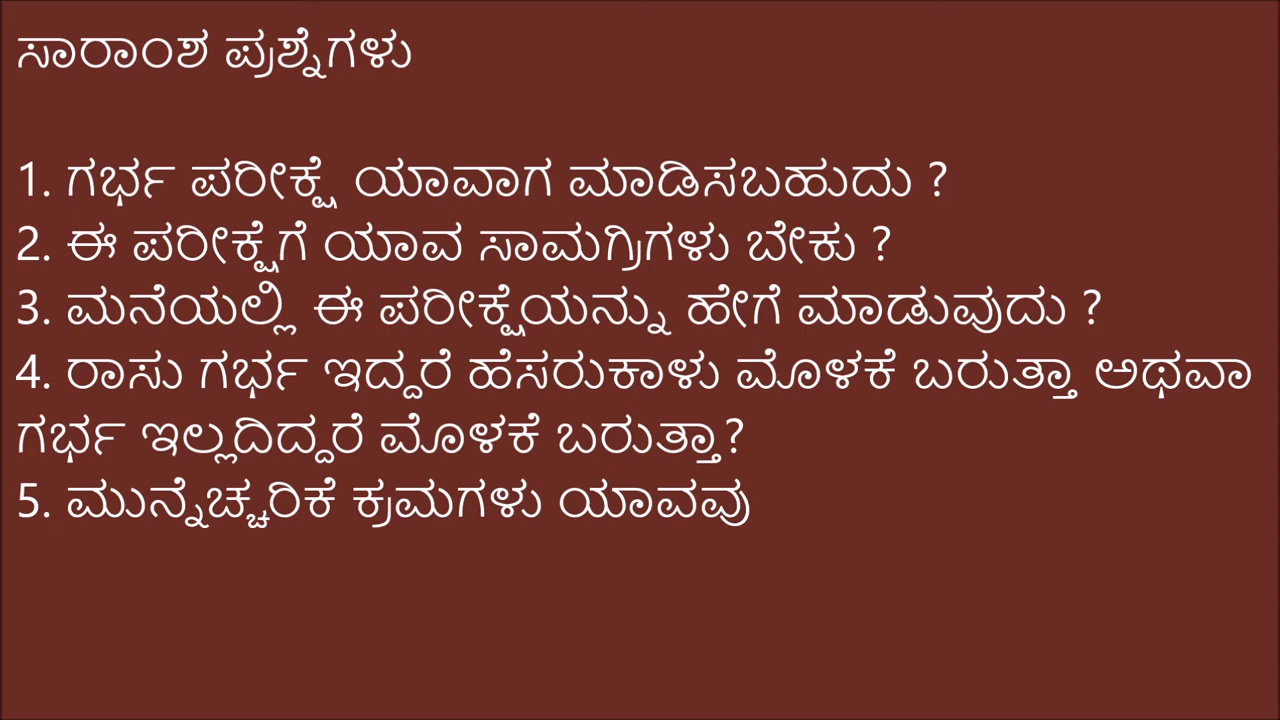 ಸಾರಾಂಶ ಪ್ರಶ್ನೆಗಳು
1. ಗರ್ಭ ಪರೀಕ್ಷೆ ಯಾವಾಗ ಮಾಡಿಸಬಹುದು ?
2. ಈ ಪರೀಕ್ಷೆಗೆ ಯಾವ ಸಾಮಗ್ರಿಗಳು ಬೇಕು ?
3. ಮನೆಯಲ್ಲಿ ಈ ಪರೀಕ್ಷೆಯನ್ನು ಹೇಗೆ ಮಾಡುವುದು ?
4. ರಾಸು ಗರ್ಭ ಇದ್ದರೆ ಹೆಸರುಕಾಳು ಮೊಳಕೆ ಬರುತ್ತಾ ಅಥವಾ
ಗರ್ಭ ಇಲ್ಲದಿದ್ದರೆ ಮೊಳಕೆ ಬರುತ್ತಾ?
5. ಮುನ್ನೆಚ್ಚರಿಕೆ ಕ್ರಮಗಳು ಯಾವವು